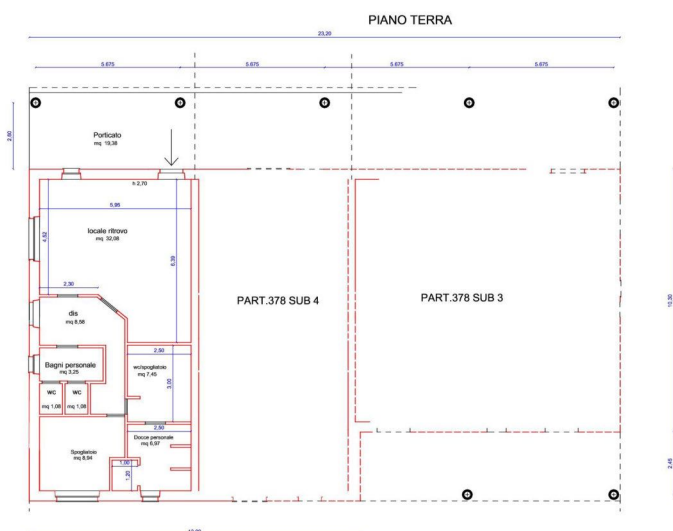 PIANO TERRA
23,20
5.675
5.675
5.675
5.675
2,60
Porticato
mq 19,38
h 2,70
5,95
4,62
locale ritrovo
mq 32,08
6,39
2,30
dis
mq 8,58
PART.378 SUB 4
PART.378 SUB 3
10,30
2,50
Bagni personale
mq 3,25
wc/spogliatoio
mq 7,45
3,00
WC
WC
mq 1,08
mq 1,08
2,50
Docce personale
mq 6,97
Spogliatoio
mq 8,94
1,00
1,20
2,45